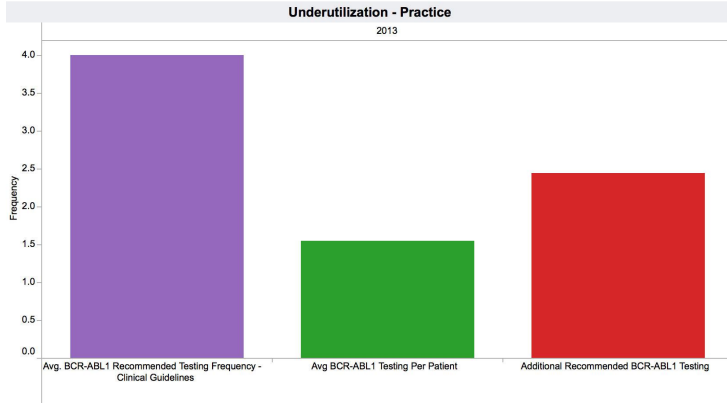 Underutilization - Practice
2013
4.0
3.5
3.0
2.5
2.0
1.5
1.0
0.5
0.0
Frequency
Avg. BCR-ABL1 Recommended Testing Frequency -
Clinical Guidelines
Avg BCR-ABL1 Testing Per Patient
Additional Recommended BCR-ABL1 Testing